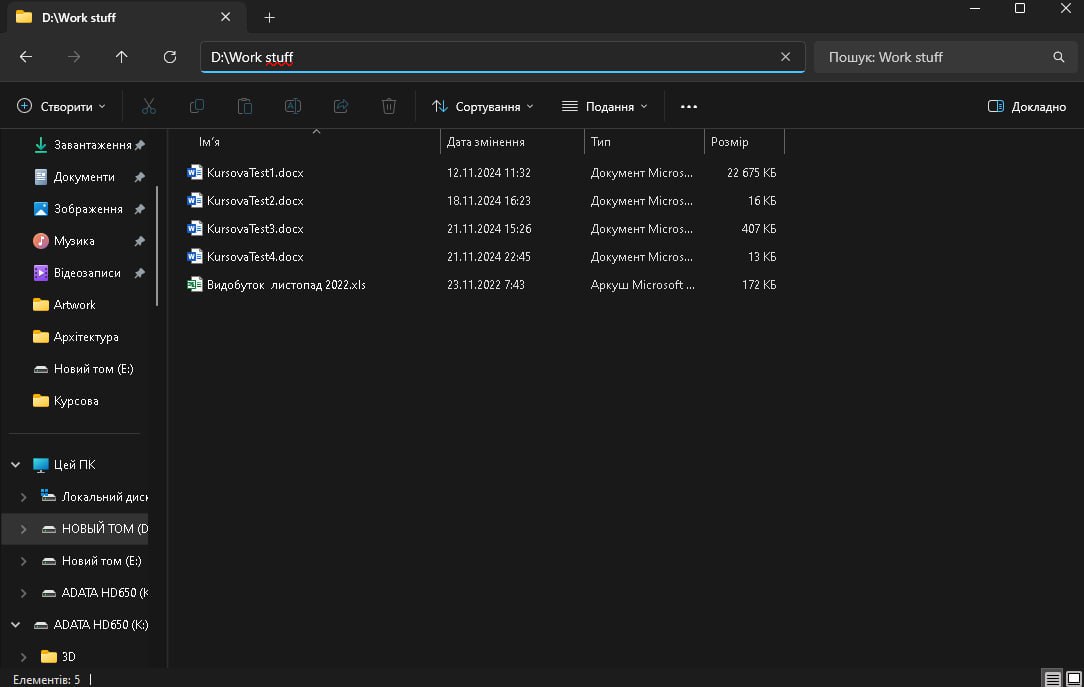 D:\Work stuff
D:\Work stuff
Пошук: Work stuff
Створити
Сортування
Подання
Докладно
Завантаження
Документи
Зображення
Музика
Відеозаписи
Artwork
Архітектура
Новий том (E:)
Курсова
Цей ПК
Локальний диск
НОВЫЙ ТОМ (D
Новий том (E:)
ADATA HD650 (K
ADATA HD650 (K:)
3D
Ім'я Дата змінення Тип Розмір
KursovaTest1.docx 12.11.2024 11:32 Документ Micros... 22 675 КБ
KursovaTest2.docx 18.11.2024 16:23 Документ Micros... 16 КБ
KursovaTest3.docx 21.11.2024 15:26 Документ Micros... 407 КБ
KursovaTest4.docx 21.11.2024 22:45 Документ Micros... 13 КБ
Видобуток листопад 2022.xls 23.11.2022 7:43 Аркуш Microsoft ... 172 КБ
Елементів: 5